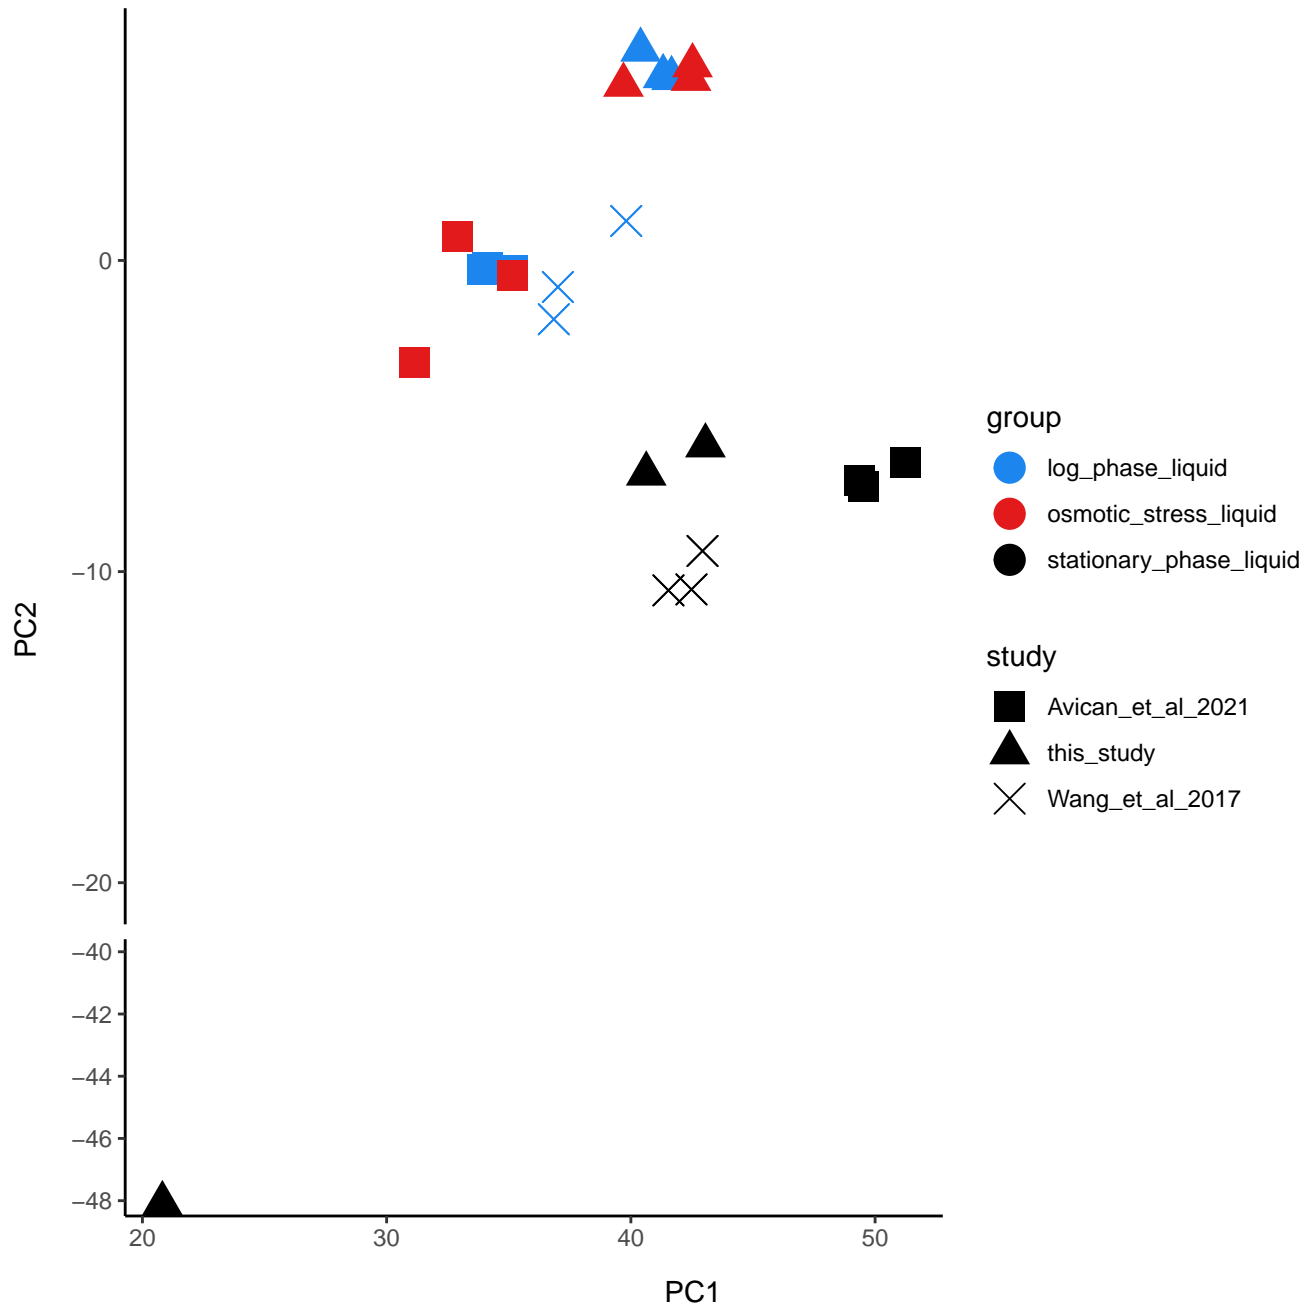 0
−10
−20
−40
−42
−44
−46
−48
20
30
40
50
PC1
PC2
group
log_phase_liquid
osmotic_stress_liquid
stationary_phase_liquid
study
Avican_et_al_2021
this_study
Wang_et_al_2017